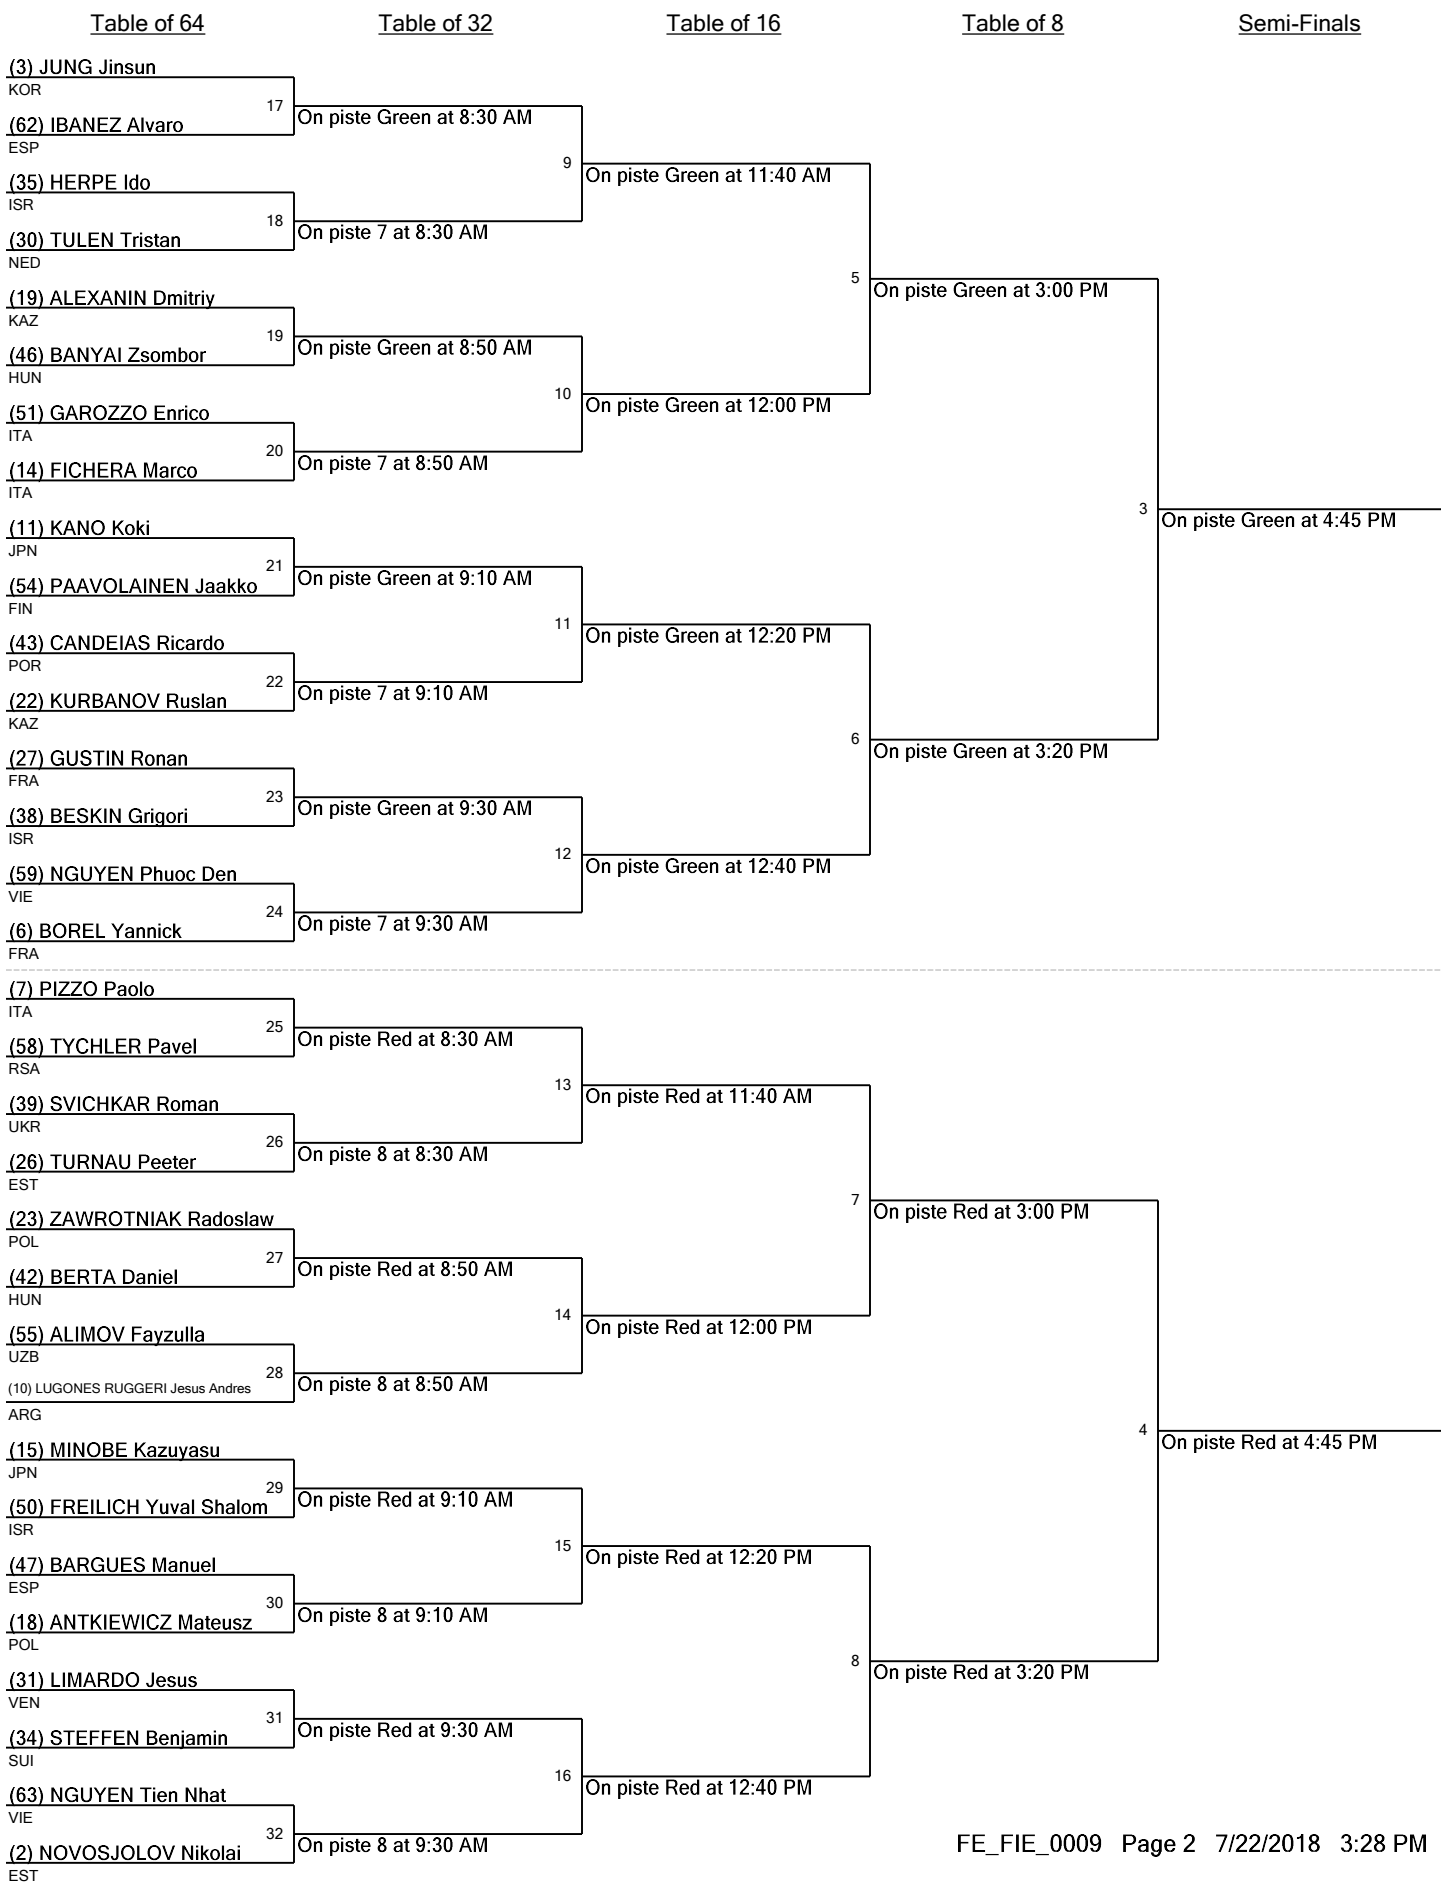 Table of 64 Table of 32 Table of 16 Table of 8 Semi-Finals
(3) JUNG Jinsun
KOR
17
On piste Green at 8:30 AM
(62) IBANEZ Alvaro
ESP
9
On piste Green at 11:40 AM
(35) HERPE Ido
ISR
18
On piste 7 at 8:30 AM
(30) TULEN Tristan
NED
5
On piste Green at 3:00 PM
(19) ALEXANIN Dmitriy
KAZ
19
On piste Green at 8:50 AM
(46) BANYAI Zsombor
HUN
10
On piste Green at 12:00 PM
(51) GAROZZO Enrico
ITA
20
On piste 7 at 8:50 AM
(14) FICHERA Marco
ITA
3
On piste Green at 4:45 PM
(11) KANO Koki
JPN
21
On piste Green at 9:10 AM
(54) PAAVOLAINEN Jaakko
FIN
11
On piste Green at 12:20 PM
(43) CANDEIAS Ricardo
POR
22
On piste 7 at 9:10 AM
(22) KURBANOV Ruslan
KAZ
6
On piste Green at 3:20 PM
(27) GUSTIN Ronan
FRA
23
On piste Green at 9:30 AM
(38) BESKIN Grigori
ISR
12
On piste Green at 12:40 PM
(59) NGUYEN Phuoc Den
VIE
24
On piste 7 at 9:30 AM
(6) BOREL Yannick
FRA
(7) PIZZO Paolo
ITA
25
On piste Red at 8:30 AM
(58) TYCHLER Pavel
RSA
13
On piste Red at 11:40 AM
(39) SVICHKAR Roman
UKR
26
On piste 8 at 8:30 AM
(26) TURNAU Peeter
EST
7
On piste Red at 3:00 PM
(23) ZAWROTNIAK Radoslaw
POL
27
On piste Red at 8:50 AM
(42) BERTA Daniel
HUN
14
On piste Red at 12:00 PM
(55) ALIMOV Fayzulla
UZB
28
On piste 8 at 8:50 AM
(10) LUGONES RUGGERI Jesus Andres
ARG
4
On piste Red at 4:45 PM
(15) MINOBE Kazuyasu
JPN
29
On piste Red at 9:10 AM
(50) FREILICH Yuval Shalom
ISR
15
On piste Red at 12:20 PM
(47) BARGUES Manuel
ESP
30
On piste 8 at 9:10 AM
(18) ANTKIEWICZ Mateusz
POL
8
On piste Red at 3:20 PM
(31) LIMARDO Jesus
VEN
31
On piste Red at 9:30 AM
(34) STEFFEN Benjamin
SUI
16
On piste Red at 12:40 PM
(63) NGUYEN Tien Nhat
VIE
32
On piste 8 at 9:30 AM
(2) NOVOSJOLOV Nikolai
EST
FE_FIE_0009 Page 2 7/22/2018 3:28 PM